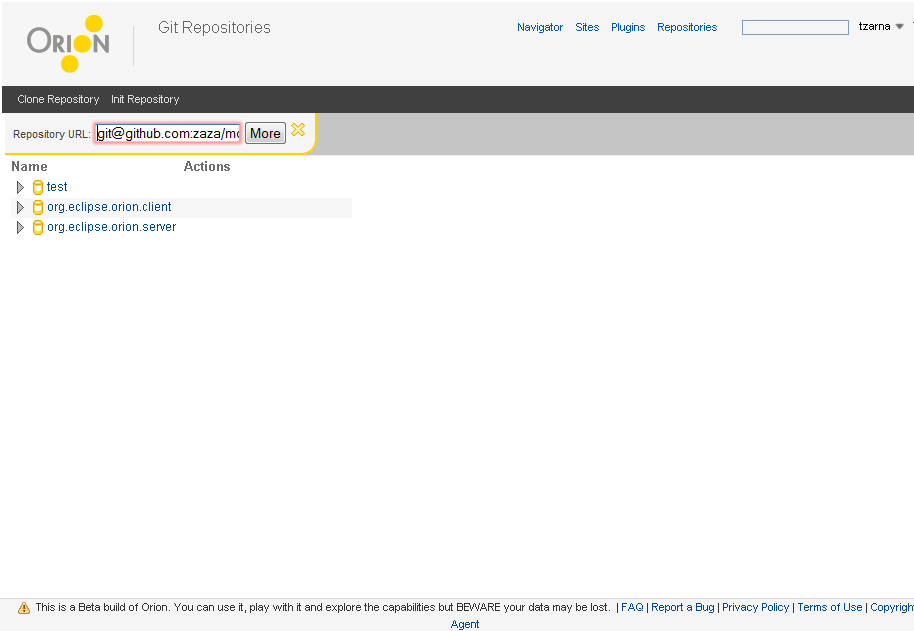 ORION
Git Repositories
Navigator Sites Plugins Repositories
tzarna
Clone Repository Init Repository
Repository URL: git@github.com:zaza/mo More
Name Actions
test
org.eclipse.orion.client
org.eclipse.orion.server
This is a Beta build of Orion. You can use it, play with it and explore the capabilities but BEWARE your data may be lost. | FAQ | Report a Bug | Privacy Policy | Terms of Use | Copyright
Agent